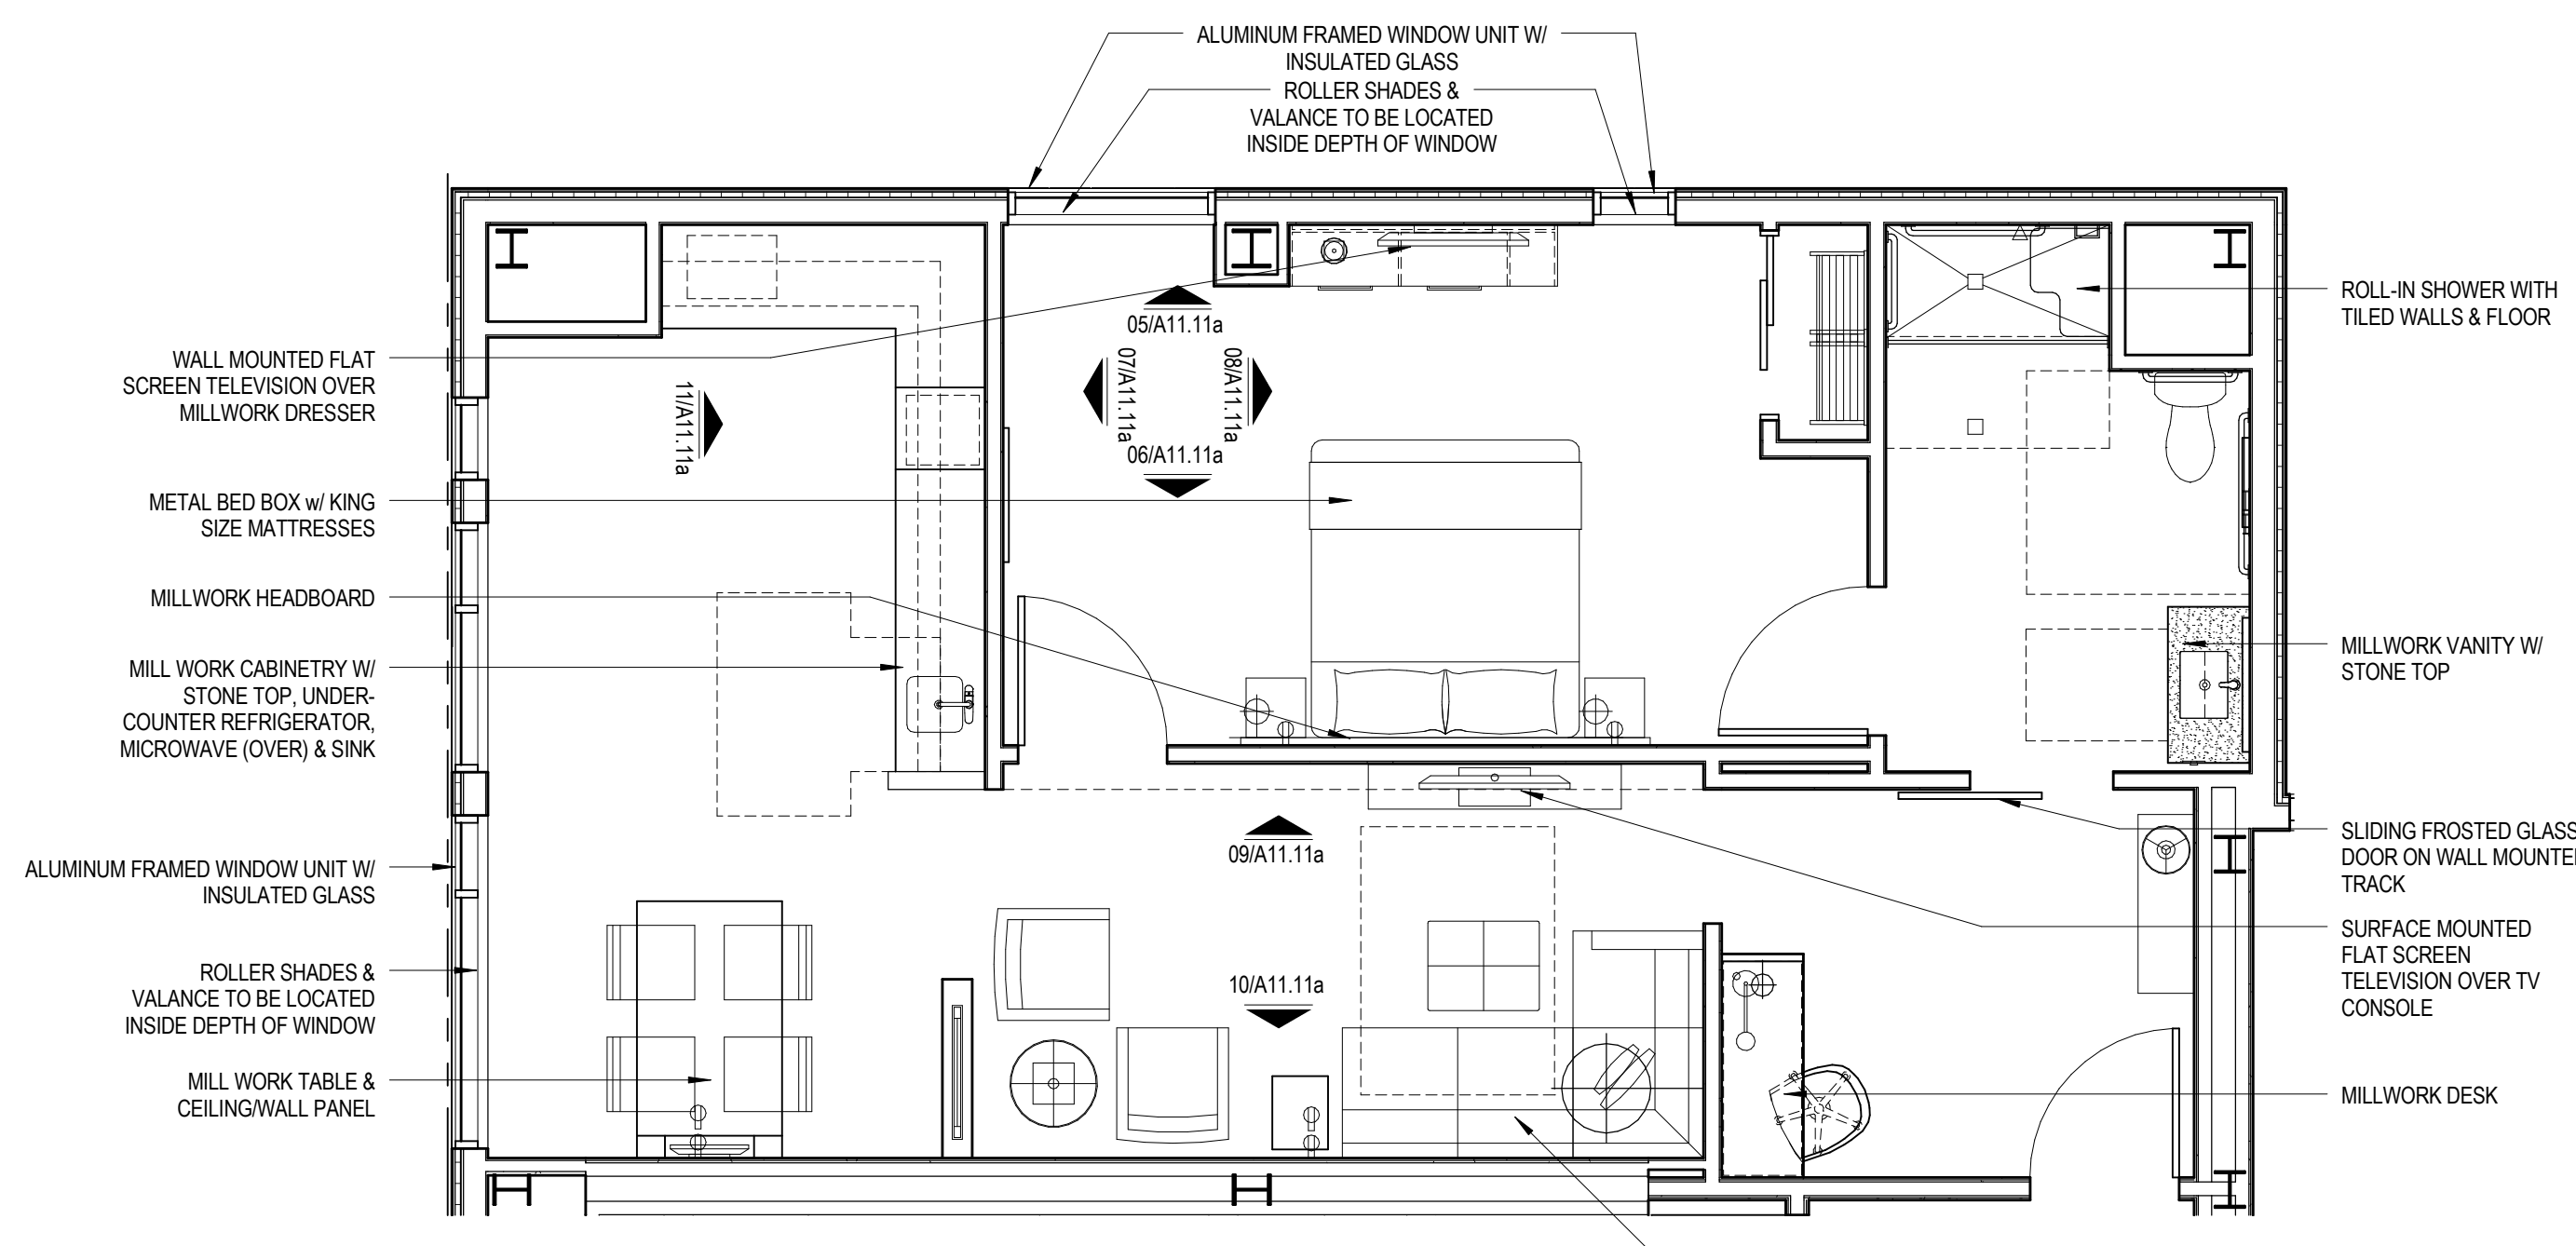 ALUMINUM FRAMED WINDOW UNIT W/
INSULATED GLASS
ROLLER SHADES &
VALANCE TO BE LOCATED
INSIDE DEPTH OF WINDOW
WALL MOUNTED FLAT
SCREEN TELEVISION OVER
MILLWORK DRESSER
METAL BED BOX w/ KING
SIZE MATTRESSES
MILLWORK HEADBOARD
MILL WORK CABINETRY W/
STONE TOP, UNDER-
COUNTER REFRIGERATOR,
MICROWAVE (OVER) & SINK
ALUMINUM FRAMED WINDOW UNIT W/
INSULATED GLASS
ROLLER SHADES &
VALANCE TO BE LOCATED
INSIDE DEPTH OF WINDOW
MILL WORK TABLE &
CEILING/WALL PANEL
11/A11.11a
05/A11.11a
07/A11.11a
08/A11.11a
06/A11.11a
09/A11.11a
10/A11.11a
ROLL-IN SHOWER WITH
TILED WALLS & FLOOR
MILLWORK VANITY W/
STONE TOP
SLIDING FROSTED GLASS
DOOR ON WALL MOUNTE
TRACK
SURFACE MOUNTED
FLAT SCREEN
TELEVISION OVER TV
CONSOLE
MILLWORK DESK